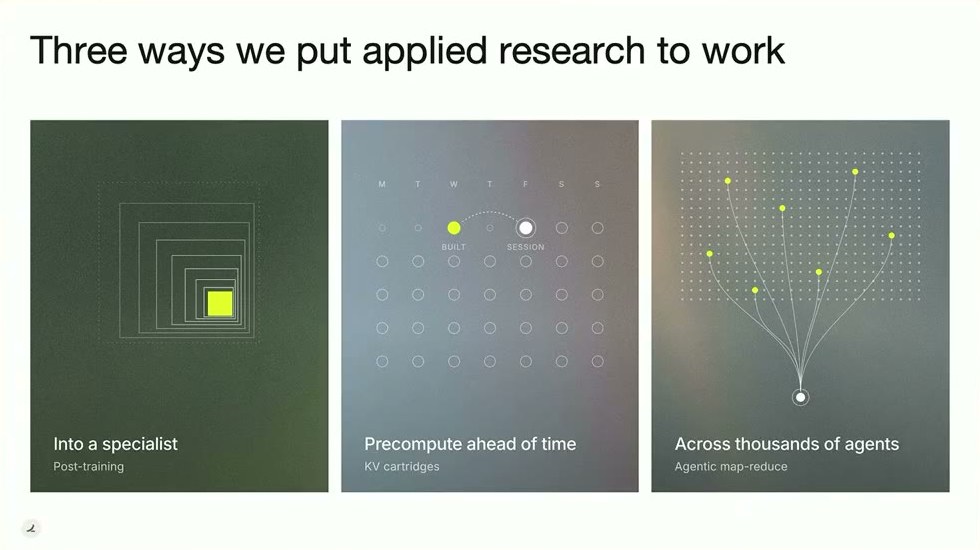 Three ways we put applied research to work
M T W T F S S
BUILT SESSION
Into a specialist
Post-training
Precompute ahead of time
KV cartridges
Across thousands of agents
Agentic map-reduce